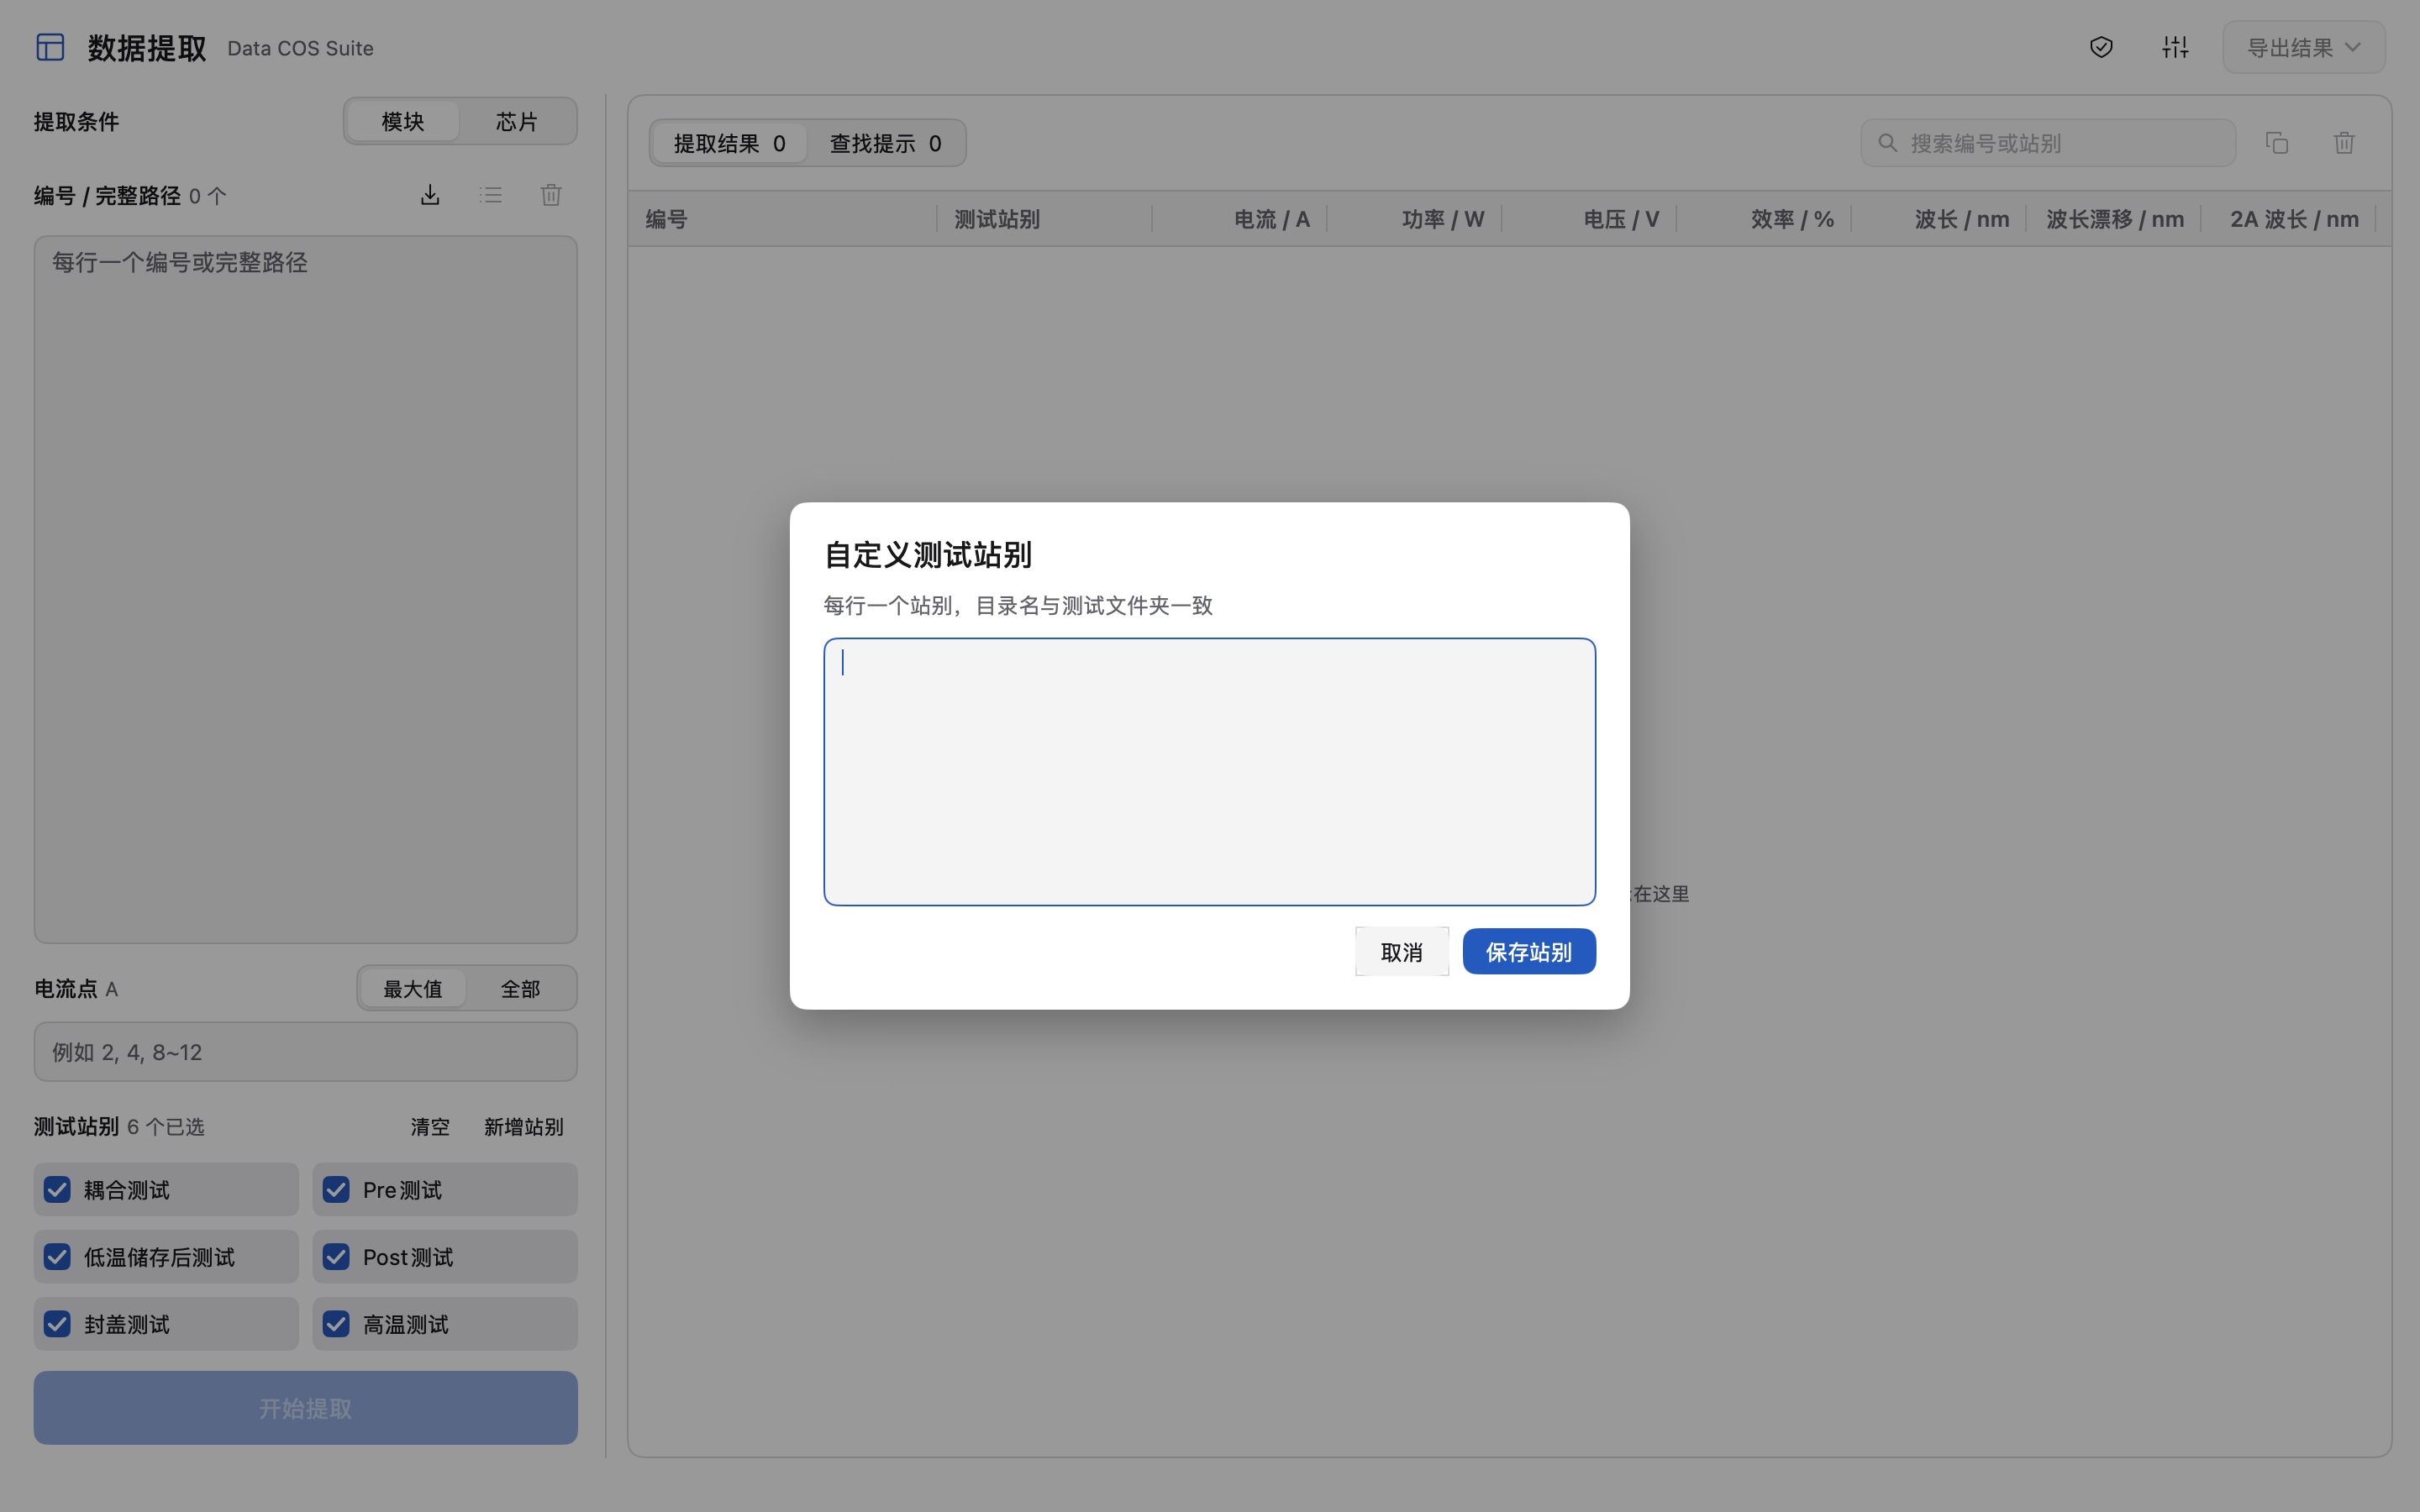 数据提取 Data COS Suite
导出结果
提取条件
模块 芯片
编号 / 完整路径 0 个
每行一个编号或完整路径
电流点 A
最大值 全部
例如 2, 4, 8~12
测试站别 6 个已选
清空 新增站别
耦合测试 Pre测试
低温储存后测试 Post测试
封盖测试 高温测试
开始提取
提取结果 0 查找提示 0
搜索编号或站别
编号 测试站别 电流 / A 功率 / W 电压 / V 效率 / % 波长 / nm 波长漂移 / nm 2A 波长 / nm
在这里
自定义测试站别
每行一个站别，目录名与测试文件夹一致
取消 保存站别